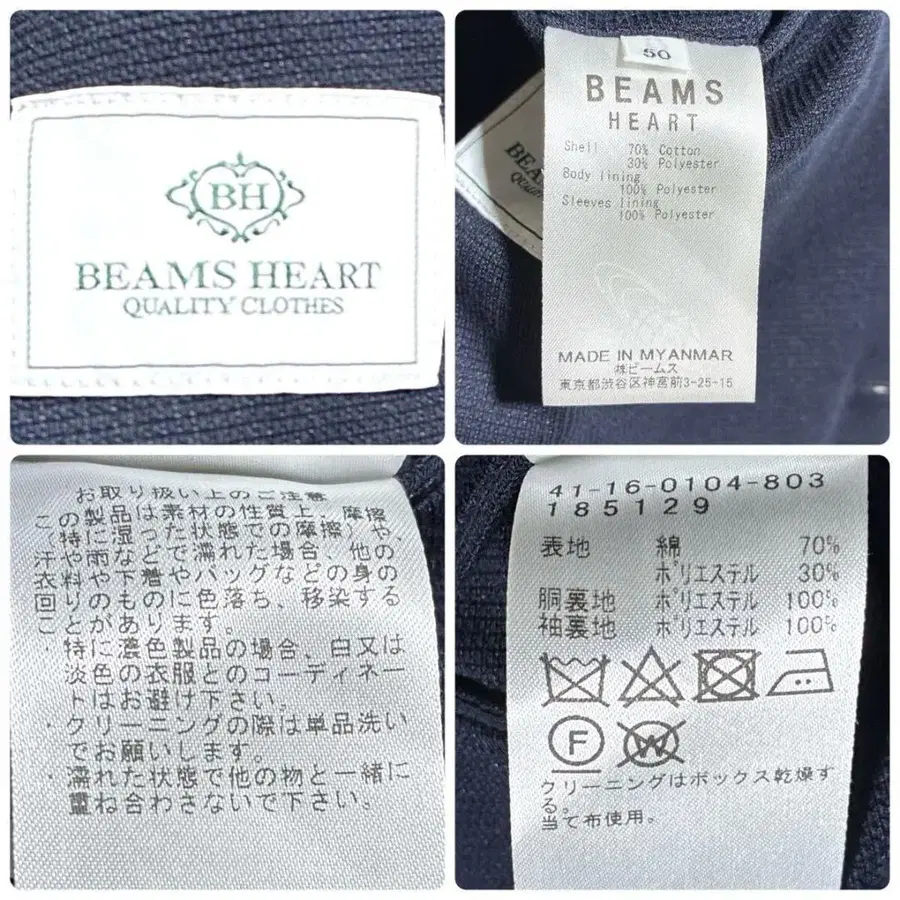 BH
BEAMS HEART
QUALITY CLOTHES
50
BEAMS
HEART
Shell 70% Cotton
30% Polyester
Body lining
100% Polyester
Sleeves lining
100% Polyester
MADE IN MYANMAR
㈱ビームス
東京都渋谷区神宮前3-25-15
お取り扱い上のご注意
この製品は素材の性質上、摩擦
(特に湿った状態での摩擦)や、
汗や雨などで濡れた場合、他の
衣料や下着やバッグなどの身の
回りのものに色落ち、移染する
ことがあります。
・特に濃色製品の場合、白又は
淡色の衣服とのコーディネー
トはお避け下さい。
・クリーニングの際は単品洗い
でお願いします。
・濡れた状態で他の物と一緒に
重ね合わさないで下さい。
41-16-0104-803
185129
表地 綿 70%
ポリエステル 30%
胴裏地 ポリエステル 100%
袖裏地 ポリエステル 100%
F W
クリーニングはボックス乾燥す
る。
当て布使用。